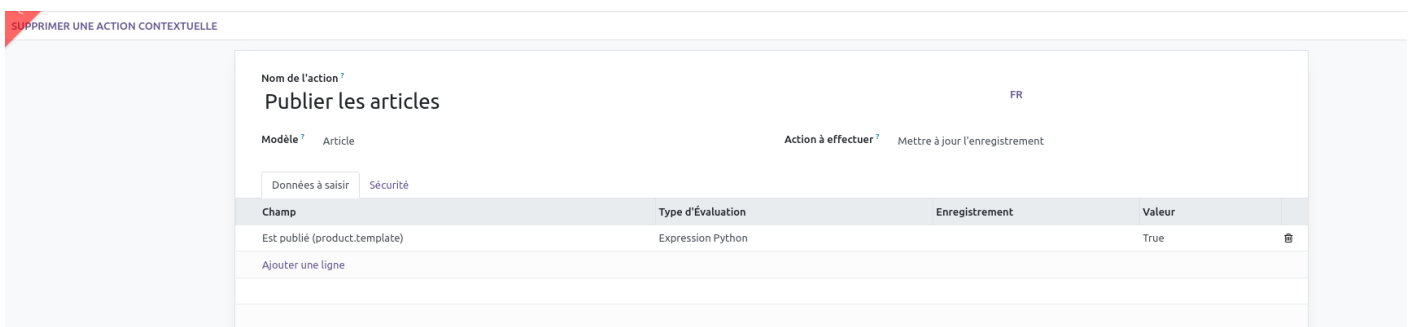 SUPPRIMER UNE ACTION CONTEXTUELLE
Nom de l'action ?
Publier les articles
FR
Modèle ? Article
Action à effectuer ? Mettre à jour l'enregistrement
Données à saisir Sécurité
Champ Type d'Évaluation Enregistrement Valeur
Est publié (product.template) Expression Python True
Ajouter une ligne